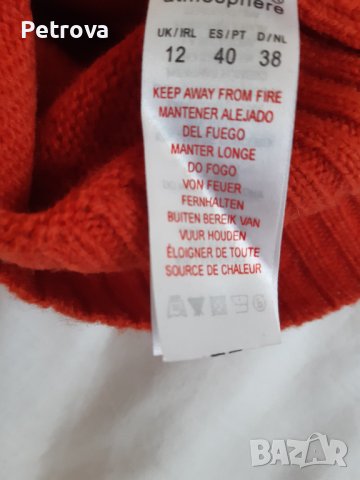 Petrova
atmosphere®
UK/IRL ES/PT D/NL
12 40 38
KEEP AWAY FROM FIRE
MANTENER ALEJADO
DEL FUEGO
MANTER LONGE
DO FOGO
VON FEUER
FERNHALTEN
BUITEN BEREIK VAN
VUUR HOUDEN
ÉLOIGNER DE TOUTE
SOURCE DE CHALEUR
BAZAR